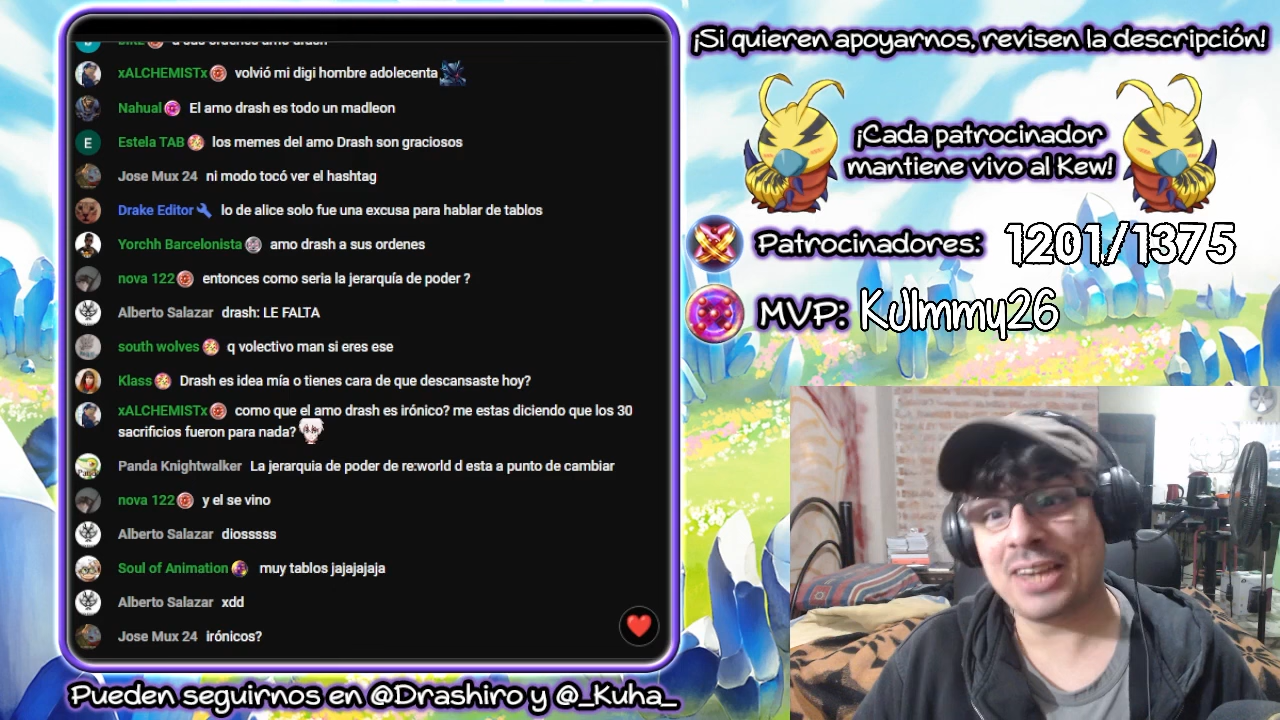 a sus ordenes amo drash
xALCHEMISTx volvió mi digi hombre adolecenta
Nahual El amo drash es todo un madleon
E Estela TAB los memes del amo Drash son graciosos
Jose Mux 24 ni modo tocó ver el hashtag
Drake Editor lo de alice solo fue una excusa para hablar de tablos
Yorchh Barcelonista amo drash a sus ordenes
nova 122 entonces como seria la jerarquía de poder ?
Alberto Salazar drash: LE FALTA
south wolves q volectivo man si eres ese
Klass Drash es idea mía o tienes cara de que descansaste hoy?
xALCHEMISTx como que el amo drash es irónico? me estas diciendo que los 30
sacrificios fueron para nada?
Panda Knightwalker La jerarquia de poder de re:world d esta a punto de cambiar
nova 122 y el se vino
Alberto Salazar diosssss
Soul of Animation muy tablos jajajajaja
Alberto Salazar xdd
Jose Mux 24 irónicos?
Pueden seguirnos en @Drashiro y @_Kuha_
¡Si quieren apoyarnos, revisen la descripción!
¡Cada patrocinador
mantiene vivo al Kew!
Patrocinadores: 1201/1375
MVP: KJImmy26